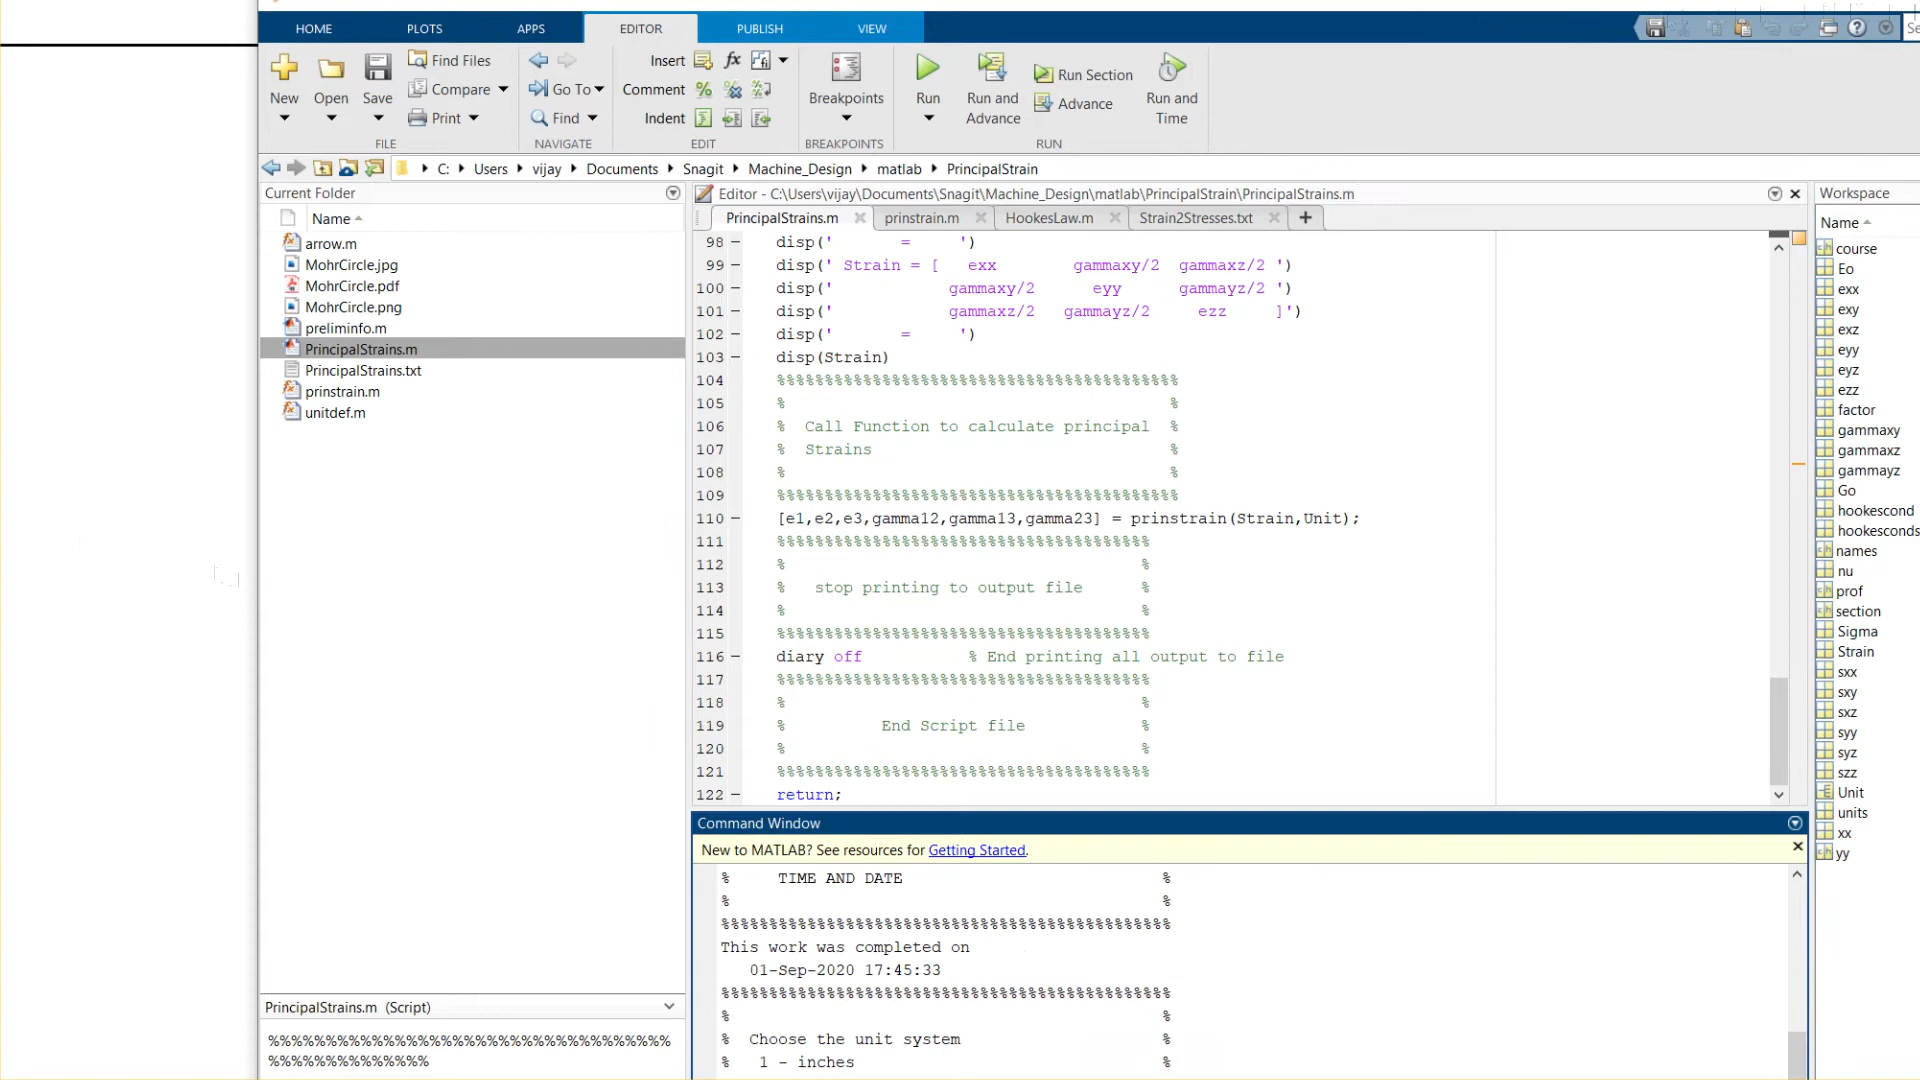 HOME PLOTS APPS EDITOR PUBLISH VIEW
New
Open
Save
Find Files
Compare
Print
FILE
Go To
Find
NAVIGATE
Insert fx
Comment
Indent
EDIT
Breakpoints
BREAKPOINTS
Run
Run and
Advance
Run Section
Advance
Run and
Time
RUN
C: Users vijay Documents Snagit Machine_Design matlab PrincipalStrain
Current Folder
Name
arrow.m
MohrCircle.jpg
MohrCircle.pdf
MohrCircle.png
preliminfo.m
PrincipalStrains.m
PrincipalStrains.txt
prinstrain.m
unitdef.m
PrincipalStrains.m (Script)
%%%%%%%%%%%%%%%%%%%%%%%%%%%%%%%%%%%
%%%%%%%%%%%%%%
Editor - C:\Users\vijay\Documents\Snagit\Machine_Design\matlab\PrincipalStrain\PrincipalStrains.m
PrincipalStrains.m prinstrain.m HookesLaw.m Strain2Stresses.txt
98 – disp('       =     ')
99 – disp(' Strain = [   exx        gammaxy/2  gammaxz/2 ')
100 – disp('            gammaxy/2      eyy      gammayz/2 ')
101 – disp('            gammaxz/2   gammayz/2     ezz     ]')
102 – disp('       =     ')
103 – disp(Strain)
104 %%%%%%%%%%%%%%%%%%%%%%%%%%%%%%%%%%%%%%%%%%
105 %                                         %
106 %  Call Function to calculate principal  %
107 %  Strains                               %
108 %                                         %
109 %%%%%%%%%%%%%%%%%%%%%%%%%%%%%%%%%%%%%%%%%%
110 – [e1,e2,e3,gamma12,gamma13,gamma23] = prinstrain(Strain,Unit);
111 %%%%%%%%%%%%%%%%%%%%%%%%%%%%%%%%%%%%%%%
112 %                                      %
113 %   stop printing to output file      %
114 %                                      %
115 %%%%%%%%%%%%%%%%%%%%%%%%%%%%%%%%%%%%%%%
116 – diary off           % End printing all output to file
117 %%%%%%%%%%%%%%%%%%%%%%%%%%%%%%%%%%%%%%%
118 %                                      %
119 %          End Script file            %
120 %                                      %
121 %%%%%%%%%%%%%%%%%%%%%%%%%%%%%%%%%%%%%%%
122 – return;
Command Window
New to MATLAB? See resources for Getting Started.
%     TIME AND DATE                           %
%                                             %
%%%%%%%%%%%%%%%%%%%%%%%%%%%%%%%%%%%%%%%%%%%%%%%
This work was completed on
01-Sep-2020 17:45:33
%%%%%%%%%%%%%%%%%%%%%%%%%%%%%%%%%%%%%%%%%%%%%%%
%                                             %
%  Choose the unit system                     %
%   1 - inches                                %
Workspace
Name
course
Eo
exx
exy
exz
eyy
eyz
ezz
factor
gammaxy
gammaxz
gammayz
Go
hookescond
hookesconds
names
nu
prof
section
Sigma
Strain
sxx
sxy
sxz
syy
syz
szz
Unit
units
xx
yy